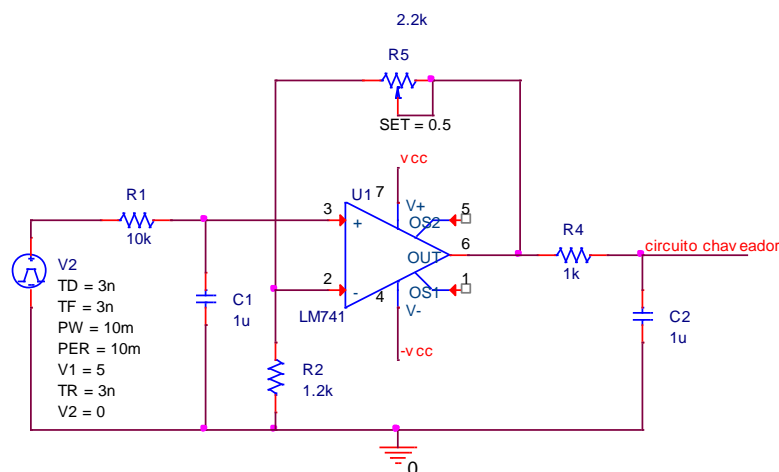 2.2k
R5
SET = 0.5
vcc
R1
10k
U1
7
3
+
V+
OS2
5
6
OUT
R4
1k
circuito chaveador
2
-
4
OS1
1
V-
LM741
-vcc
V2
TD = 3n
TF = 3n
PW = 10m
PER = 10m
V1 = 5
TR = 3n
V2 = 0
C1
1u
R2
1.2k
C2
1u
0